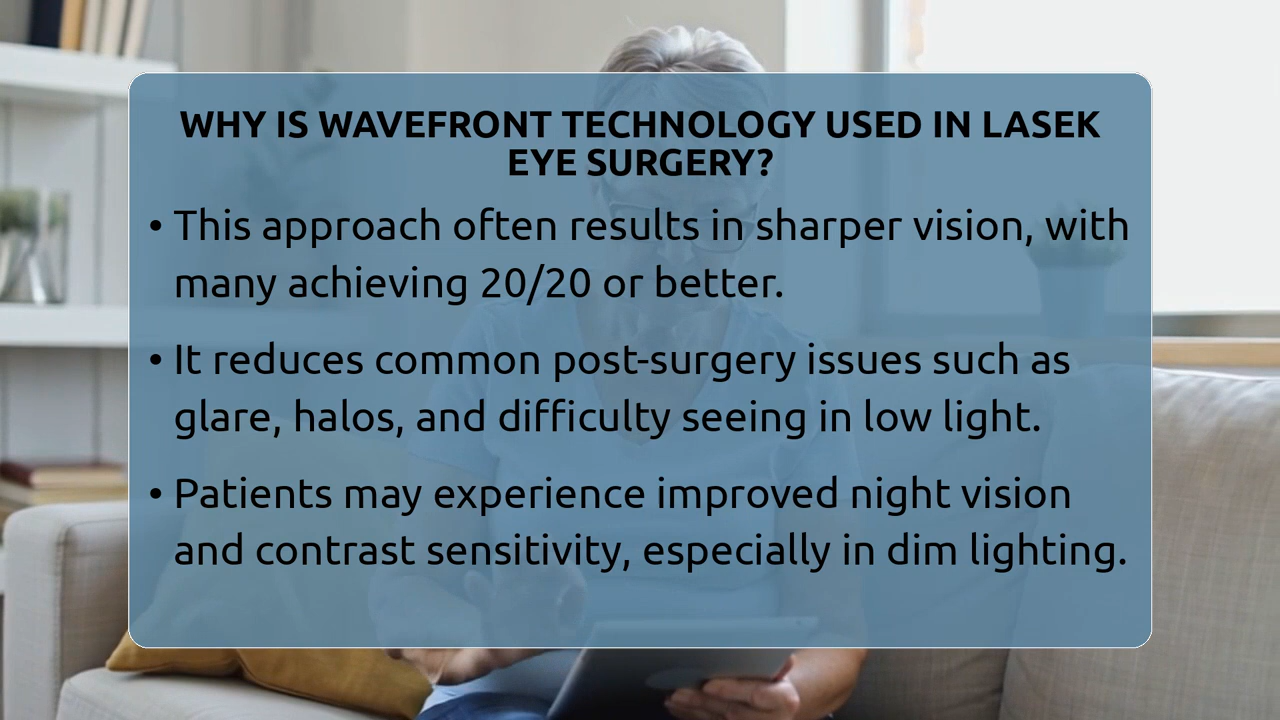 WHY IS WAVEFRONT TECHNOLOGY USED IN LASEK
EYE SURGERY?
• This approach often results in sharper vision, with
many achieving 20/20 or better.
• It reduces common post-surgery issues such as
glare, halos, and difficulty seeing in low light.
• Patients may experience improved night vision
and contrast sensitivity, especially in dim lighting.